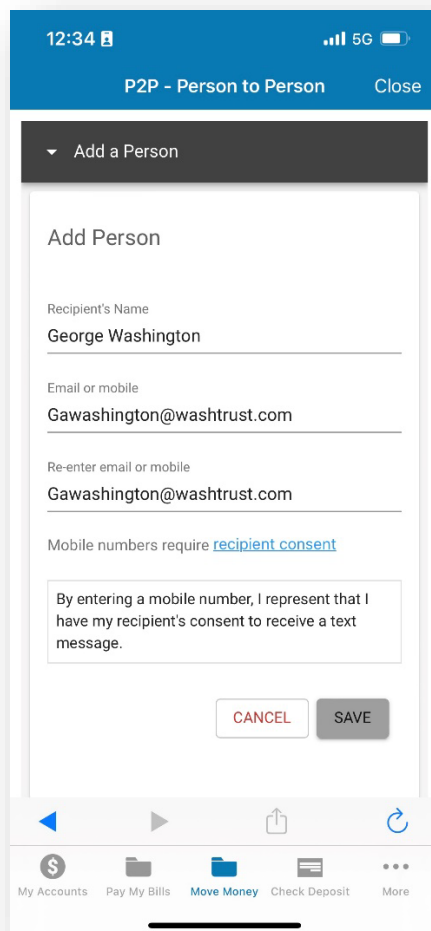 12:34 5G
P2P - Person to Person Close
Add a Person
Add Person
Recipient's Name
George Washington
Email or mobile
Gawashington@washtrust.com
Re-enter email or mobile
Gawashington@washtrust.com
Mobile numbers require recipient consent
By entering a mobile number, I represent that I
have my recipient's consent to receive a text
message.
CANCEL SAVE
My Accounts Pay My Bills Move Money Check Deposit More